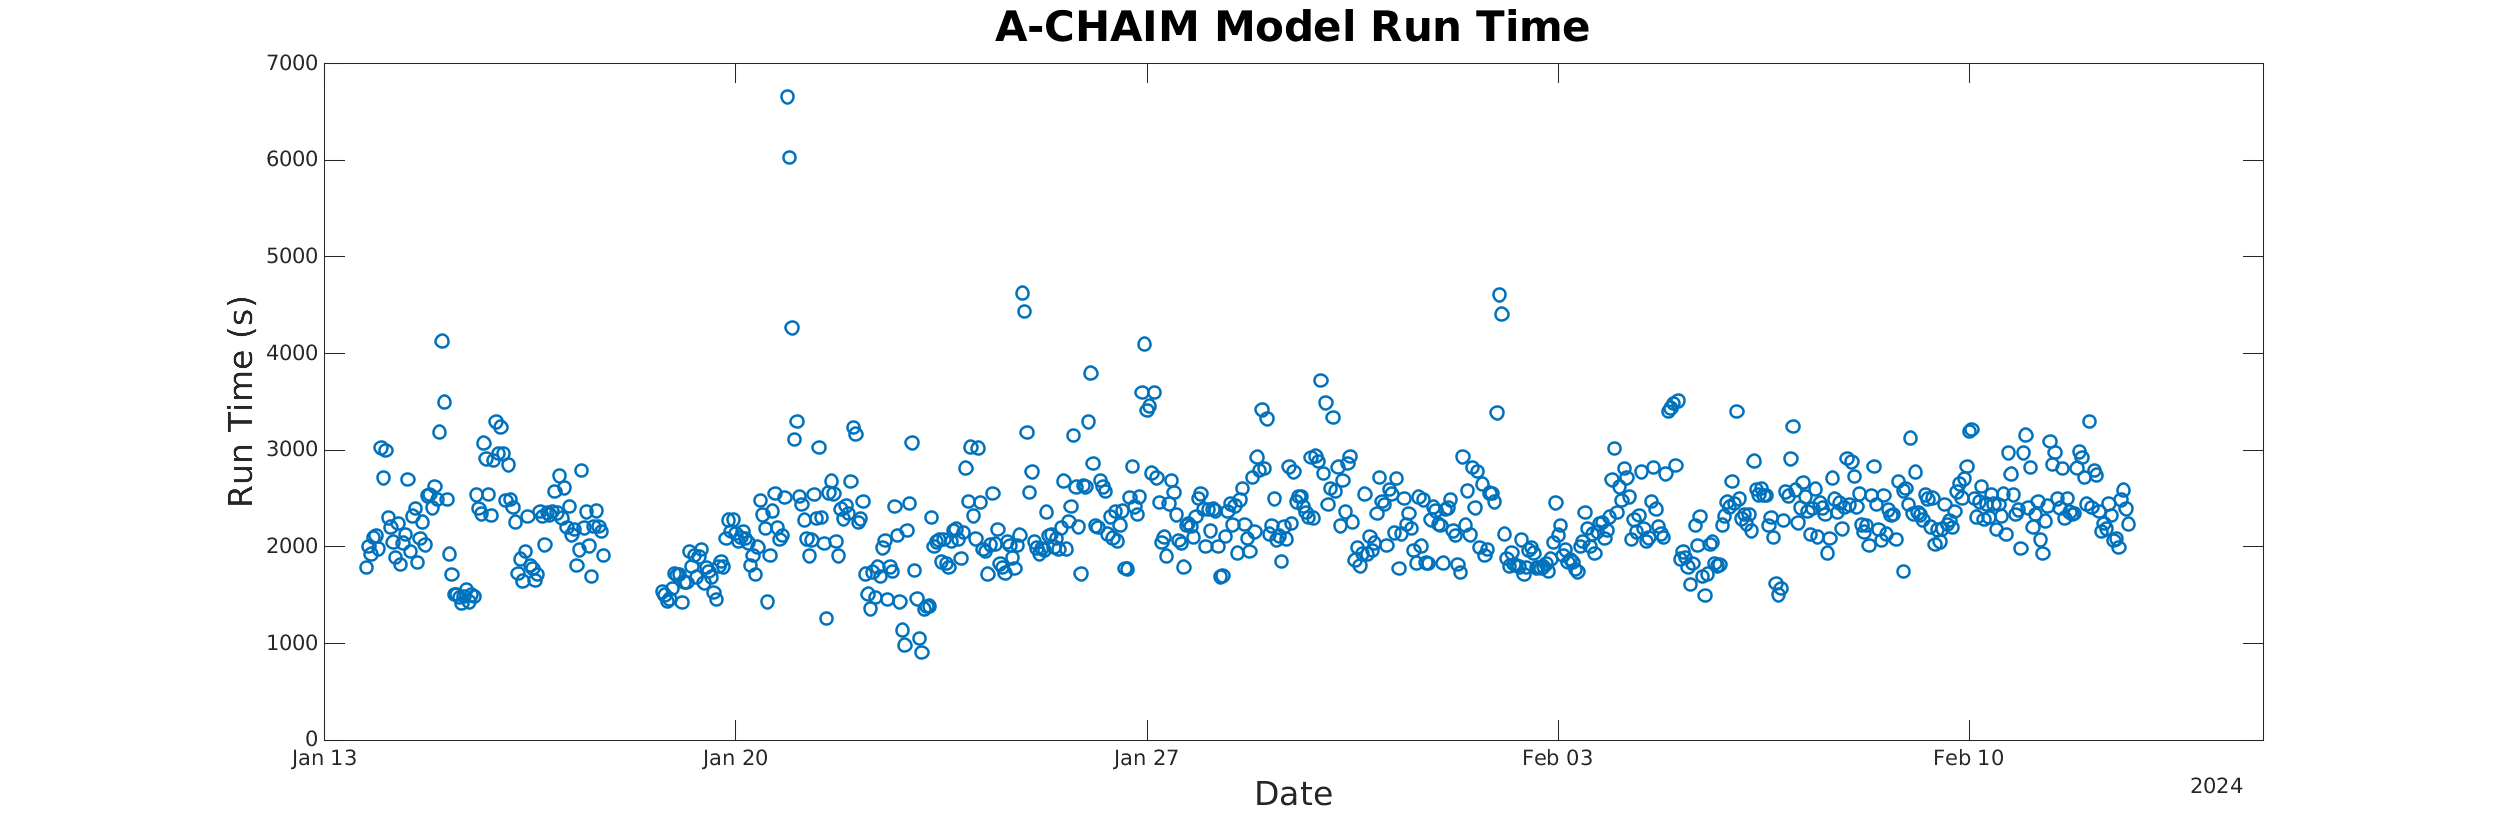 A-CHAIM Model Run Time
7000
6000
5000
4000
3000
2000
1000
0
Run Time (s)
Jan 13
Jan 20
Jan 27
Feb 03
Feb 10
2024
Date